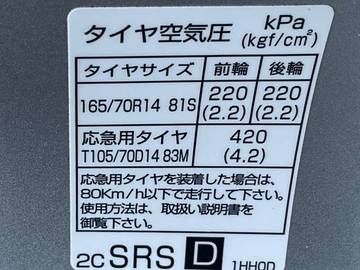 タイヤ空気圧 kPa (kgf/cm²)
タイヤサイズ 前輪 後輪
165/70R14 81S 220 (2.2) 220 (2.2)
応急用タイヤ T105/70D14 83M 420 (4.2)
応急用タイヤを装着した場合は、
80Km/h以下で走行して下さい。
使用方法は、取扱い説明書を
御覧下さい。
2C SRS D 1HH0D